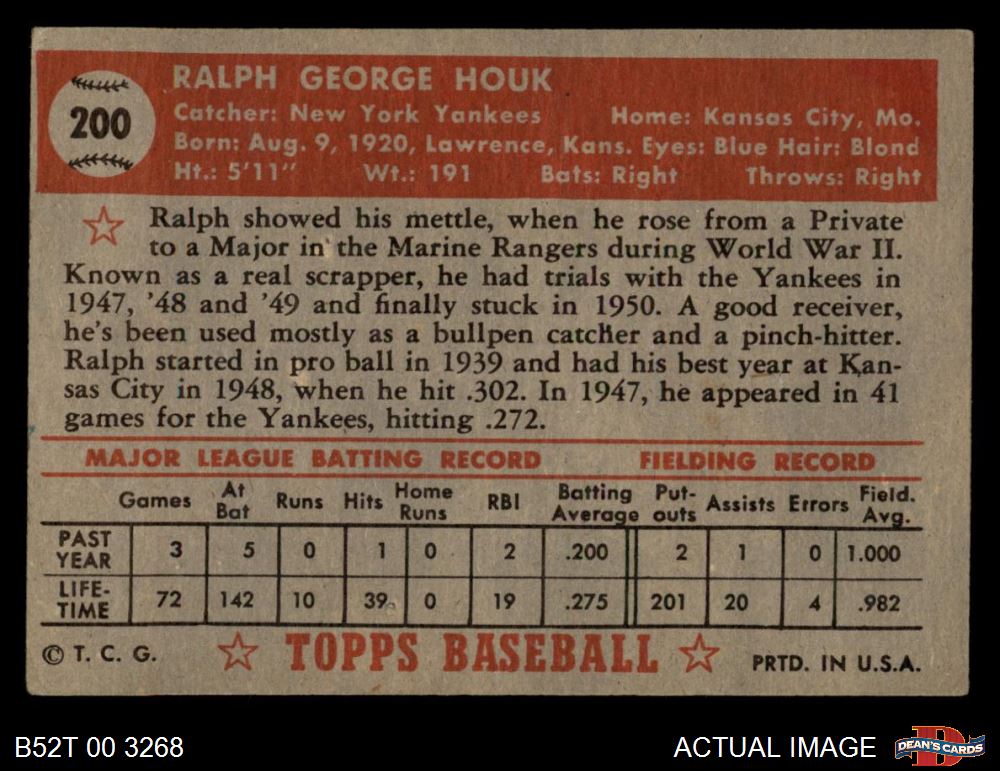 200
RALPH GEORGE HOUK
Catcher: New York Yankees Home: Kansas City, Mo.
Born: Aug. 9, 1920, Lawrence, Kans. Eyes: Blue Hair: Blond
Ht.: 5'11" Wt.: 191 Bats: Right Throws: Right
Ralph showed his mettle, when he rose from a Private
to a Major in the Marine Rangers during World War II.
Known as a real scrapper, he had trials with the Yankees in
1947, '48 and '49 and finally stuck in 1950. A good receiver,
he's been used mostly as a bullpen catcher and a pinch-hitter.
Ralph started in pro ball in 1939 and had his best year at Kan-
sas City in 1948, when he hit .302. In 1947, he appeared in 41
games for the Yankees, hitting .272.
MAJOR LEAGUE BATTING RECORD FIELDING RECORD
Games At Bat Runs Hits Home Runs RBI Batting Average Put-outs Assists Errors Field. Avg.
PAST YEAR 3 5 0 1 0 2 .200 2 1 0 1.000
LIFE-TIME 72 142 10 39 0 19 .275 201 20 4 .982
© T. C. G. TOPPS BASEBALL PRTD. IN U.S.A.
B52T 00 3268 ACTUAL IMAGE D DEAN'S CARDS